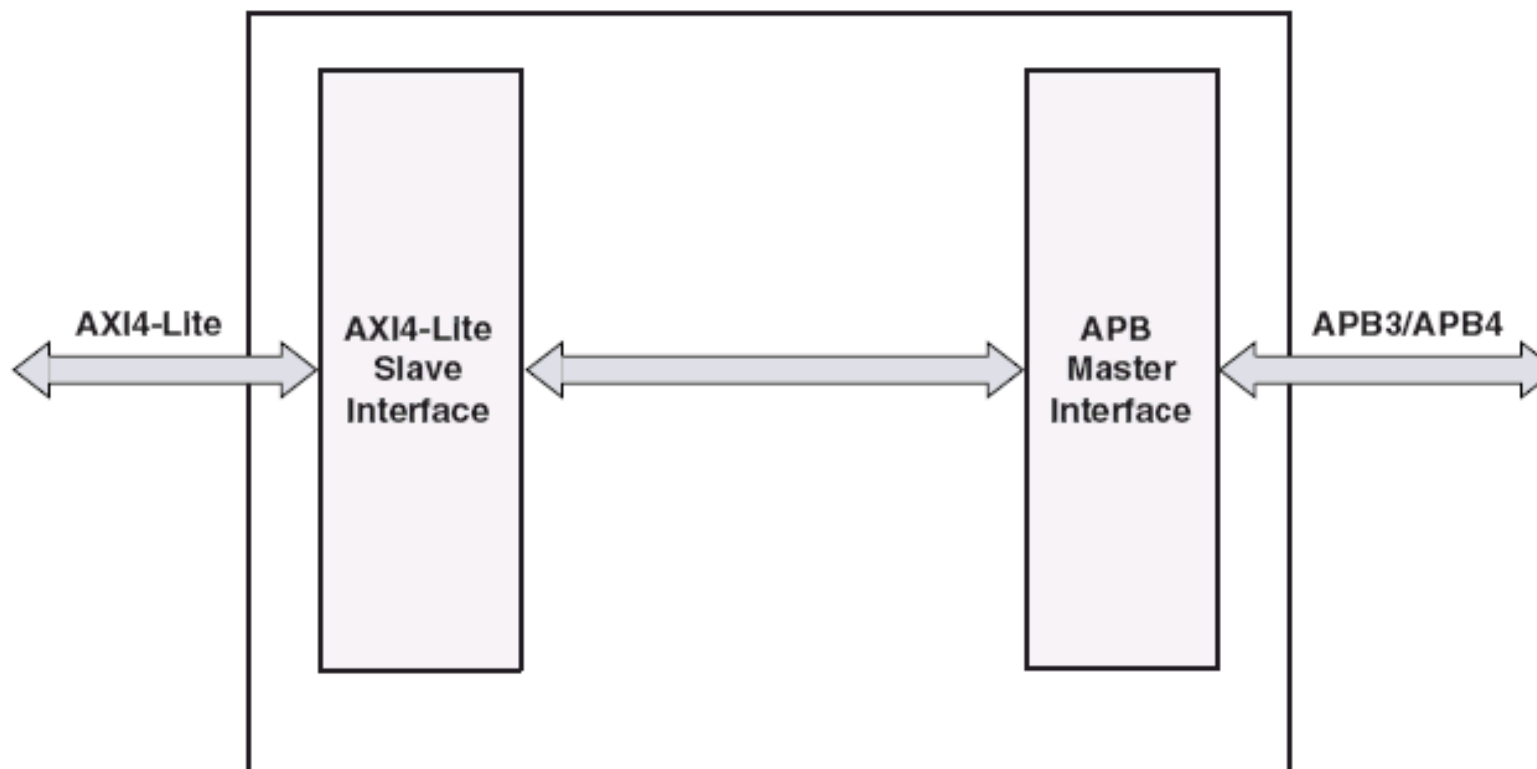 AXI4-Lite
AXI4-Lite
Slave
Interface
APB
Master
Interface
APB3/APB4